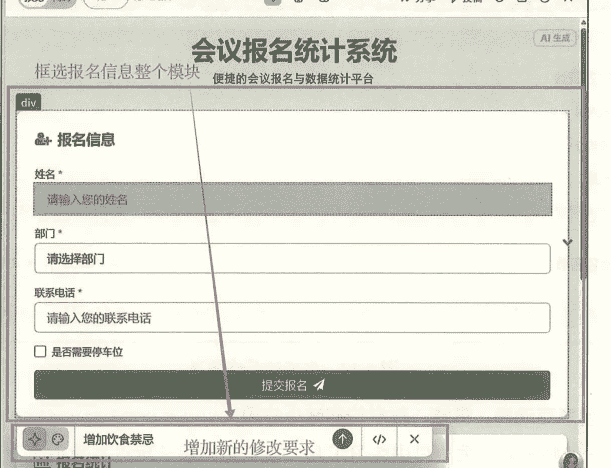 会议报名统计系统
AI 生成
框选报名信息整个模块
便捷的会议报名与数据统计平台
div
报名信息
姓名 *
请输入您的姓名
部门 *
请选择部门
联系电话 *
请输入您的联系电话
是否需要停车位
提交报名
增加饮食禁忌
增加新的修改要求